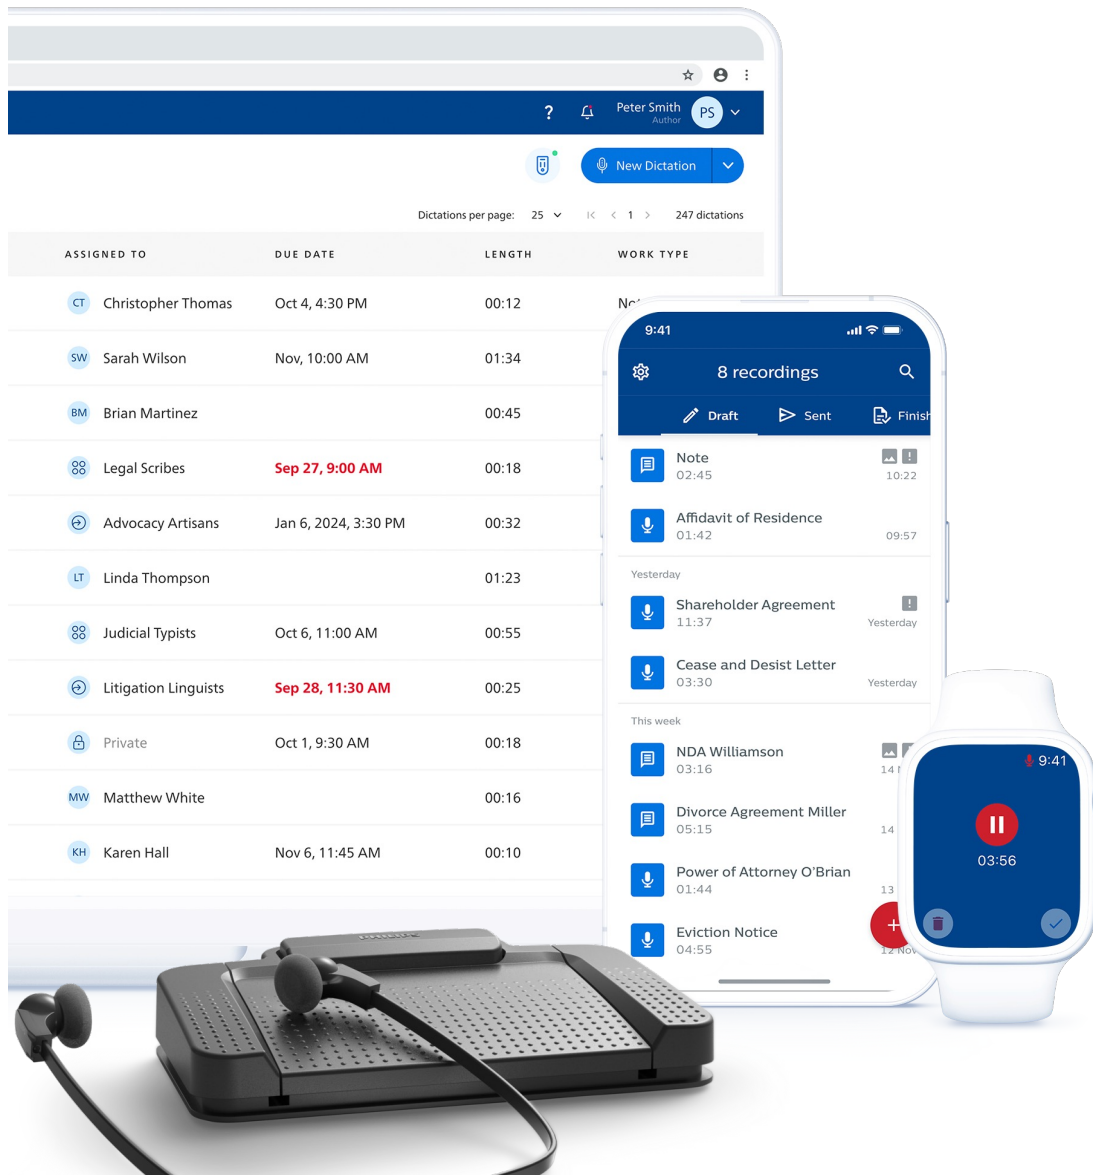 Peter Smith
Author
PS
New Dictation
Dictations per page: 25
1
247 dictations
ASSIGNED TO DUE DATE LENGTH WORK TYPE
CT Christopher Thomas Oct 4, 4:30 PM 00:12
SW Sarah Wilson Nov, 10:00 AM 01:34
BM Brian Martinez 00:45
Legal Scribes Sep 27, 9:00 AM 00:18
Advocacy Artisans Jan 6, 2024, 3:30 PM 00:32
LT Linda Thompson 01:23
Judicial Typists Oct 6, 11:00 AM 00:55
Litigation Linguists Sep 28, 11:30 AM 00:25
Private Oct 1, 9:30 AM 00:18
MW Matthew White 00:16
KH Karen Hall Nov 6, 11:45 AM 00:10
9:41
8 recordings
Draft Sent Finish
Note
02:45 10:22
Affidavit of Residence
01:42 09:57
Yesterday
Shareholder Agreement
11:37 Yesterday
Cease and Desist Letter
03:30 Yesterday
This week
NDA Williamson
03:16 14
Divorce Agreement Miller
05:15 14
Power of Attorney O'Brian
01:44 13
Eviction Notice
04:55 12 Nov
9:41
03:56
PHILIPS